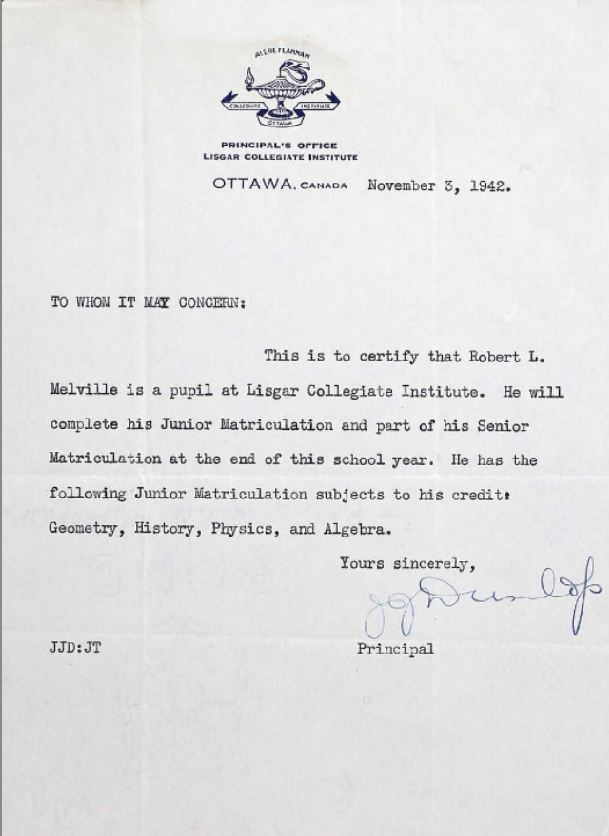 ALERE FLAMMAM
COLLEGIATE INSTITUTE
OTTAWA
PRINCIPAL'S OFFICE
LISGAR COLLEGIATE INSTITUTE
OTTAWA, CANADA November 3, 1942.
TO WHOM IT MAY CONCERN:
This is to certify that Robert L.
Melville is a pupil at Lisgar Collegiate Institute. He will
complete his Junior Matriculation and part of his Senior
Matriculation at the end of this school year. He has the
following Junior Matriculation subjects to his credit:
Geometry, History, Physics, and Algebra.
Yours sincerely,
JJDunlop
JJD:JT Principal